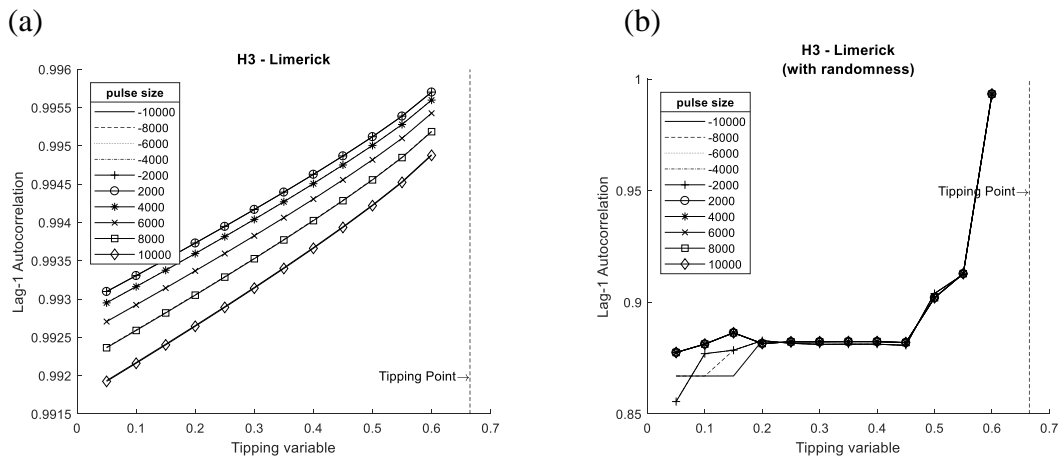 (a)
H3 - Limerick
0.996
0.9955
0.995
0.9945
0.994
0.9935
0.993
0.9925
0.992
0.9915
Lag-1 Autocorrelation
pulse size
-10000
-8000
-6000
-4000
-2000
2000
4000
6000
8000
10000
Tipping Point→
0 0.1 0.2 0.3 0.4 0.5 0.6 0.7
Tipping variable
(b)
H3 - Limerick
(with randomness)
1
0.95
0.9
0.85
Lag-1 Autocorrelation
pulse size
-10000
-8000
-6000
-4000
-2000
2000
4000
6000
8000
10000
Tipping Point→
0 0.1 0.2 0.3 0.4 0.5 0.6 0.7
Tipping variable